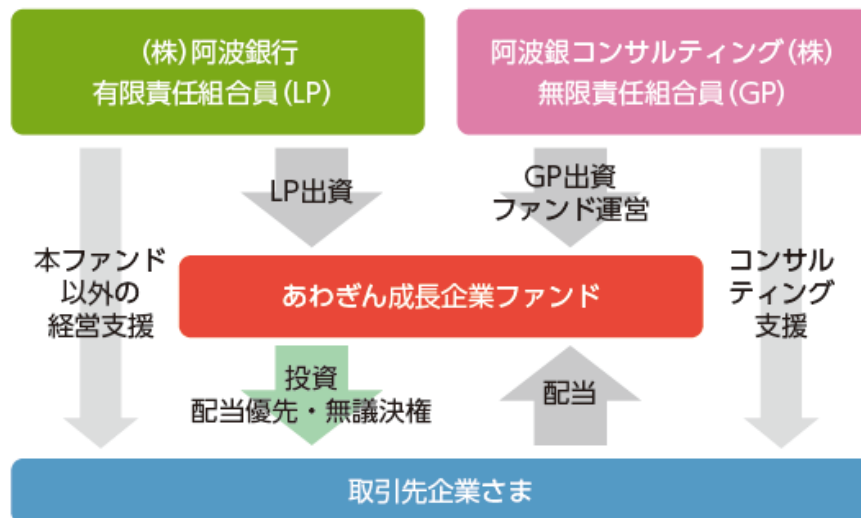 (株)阿波銀行
有限責任組合員(LP)
阿波銀コンサルティング(株)
無限責任組合員(GP)
LP出資
GP出資
ファンド運営
本ファンド
以外の
経営支援
あわぎん成長企業ファンド
コンサル
ティング
支援
投資
配当優先・無議決権
配当
取引先企業さま